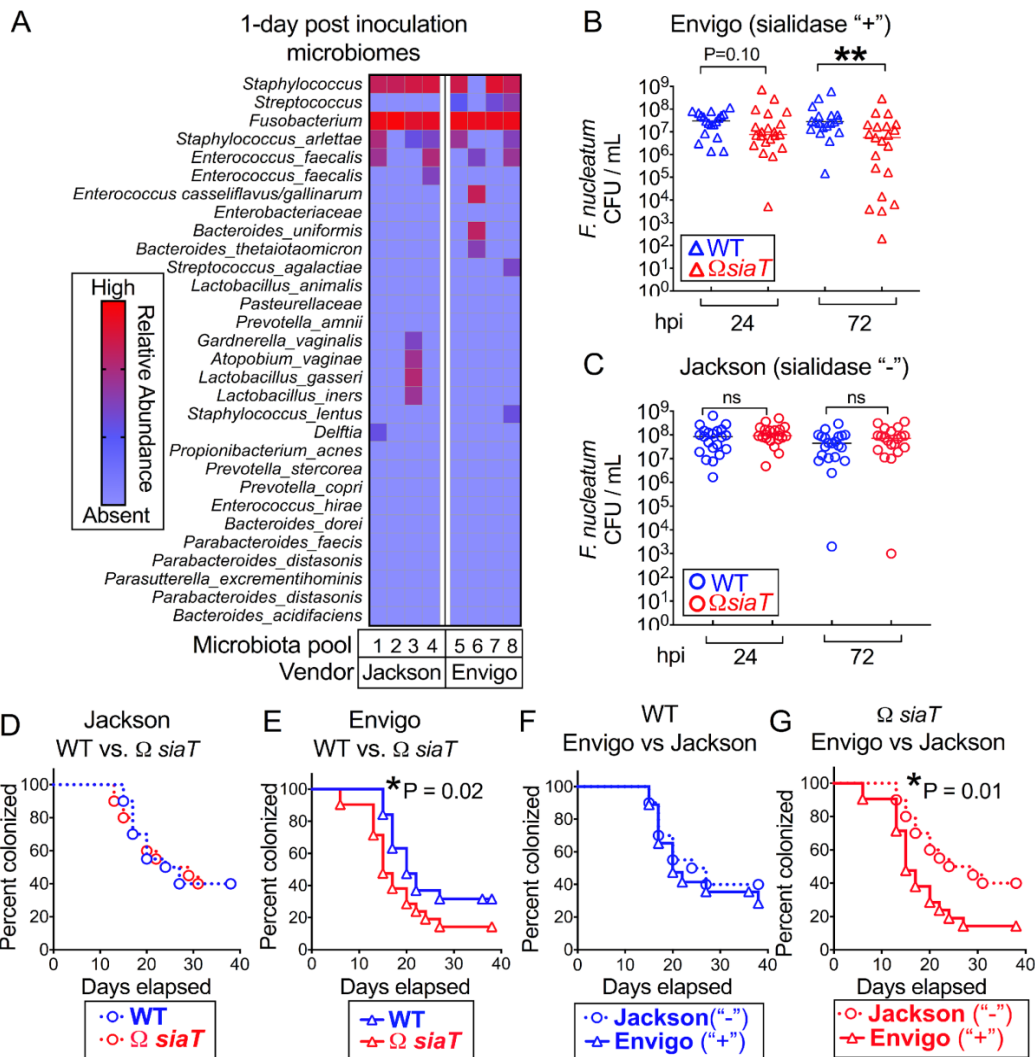 A
1-day post inoculation
microbiomes
Staphylococcus
Streptococcus
Fusobacterium
Staphylococcus_arlettae
Enterococcus_faecalis
Enterococcus_faecalis
Enterococcus casseliflavus/gallinarum
Enterobacteriaceae
Bacteroides_uniformis
Bacteroides_thetaiotaomicron
Streptococcus_agalactiae
Lactobacillus_animalis
Pasteurellaceae
Prevotella_amnii
Gardnerella_vaginalis
Atopobium_vaginae
Lactobacillus_gasseri
Lactobacillus_iners
Staphylococcus_lentus
Delftia
Propionibacterium_acnes
Prevotella_stercorea
Prevotella_copri
Enterococcus_hirae
Bacteroides_dorei
Parabacteroides_faecis
Parabacteroides_distasonis
Parasutterella_excrementihominis
Parabacteroides_distasonis
Bacteroides_acidifaciens
High
Relative Abundance
Absent
Microbiota pool 1 2 3 4 5 6 7 8
Vendor Jackson Envigo
B
Envigo (sialidase "+")
P=0.10 **
F. nucleatum
CFU / mL
10⁹
10⁸
10⁷
10⁶
10⁵
10⁴
10³
10²
10¹
10⁰
WT
ΩsiaT
hpi 24 72
C
Jackson (sialidase "-")
ns ns
F. nucleatum
CFU / mL
10⁹
10⁸
10⁷
10⁶
10⁵
10⁴
10³
10²
10¹
10⁰
WT
ΩsiaT
hpi 24 72
D
Jackson
WT vs. Ω siaT
Percent colonized
100
80
60
40
20
0
0 10 20 30 40
Days elapsed
WT
Ω siaT
E
Envigo
WT vs. Ω siaT
* P = 0.02
Percent colonized
100
80
60
40
20
0
0 10 20 30 40
Days elapsed
WT
Ω siaT
F
WT
Envigo vs Jackson
Percent colonized
100
80
60
40
20
0
0 10 20 30 40
Days elapsed
Jackson("-")
Envigo ("+")
G
Ω siaT
Envigo vs Jackson
* P = 0.01
Percent colonized
100
80
60
40
20
0
0 10 20 30 40
Days elapsed
Jackson ("-")
Envigo ("+")